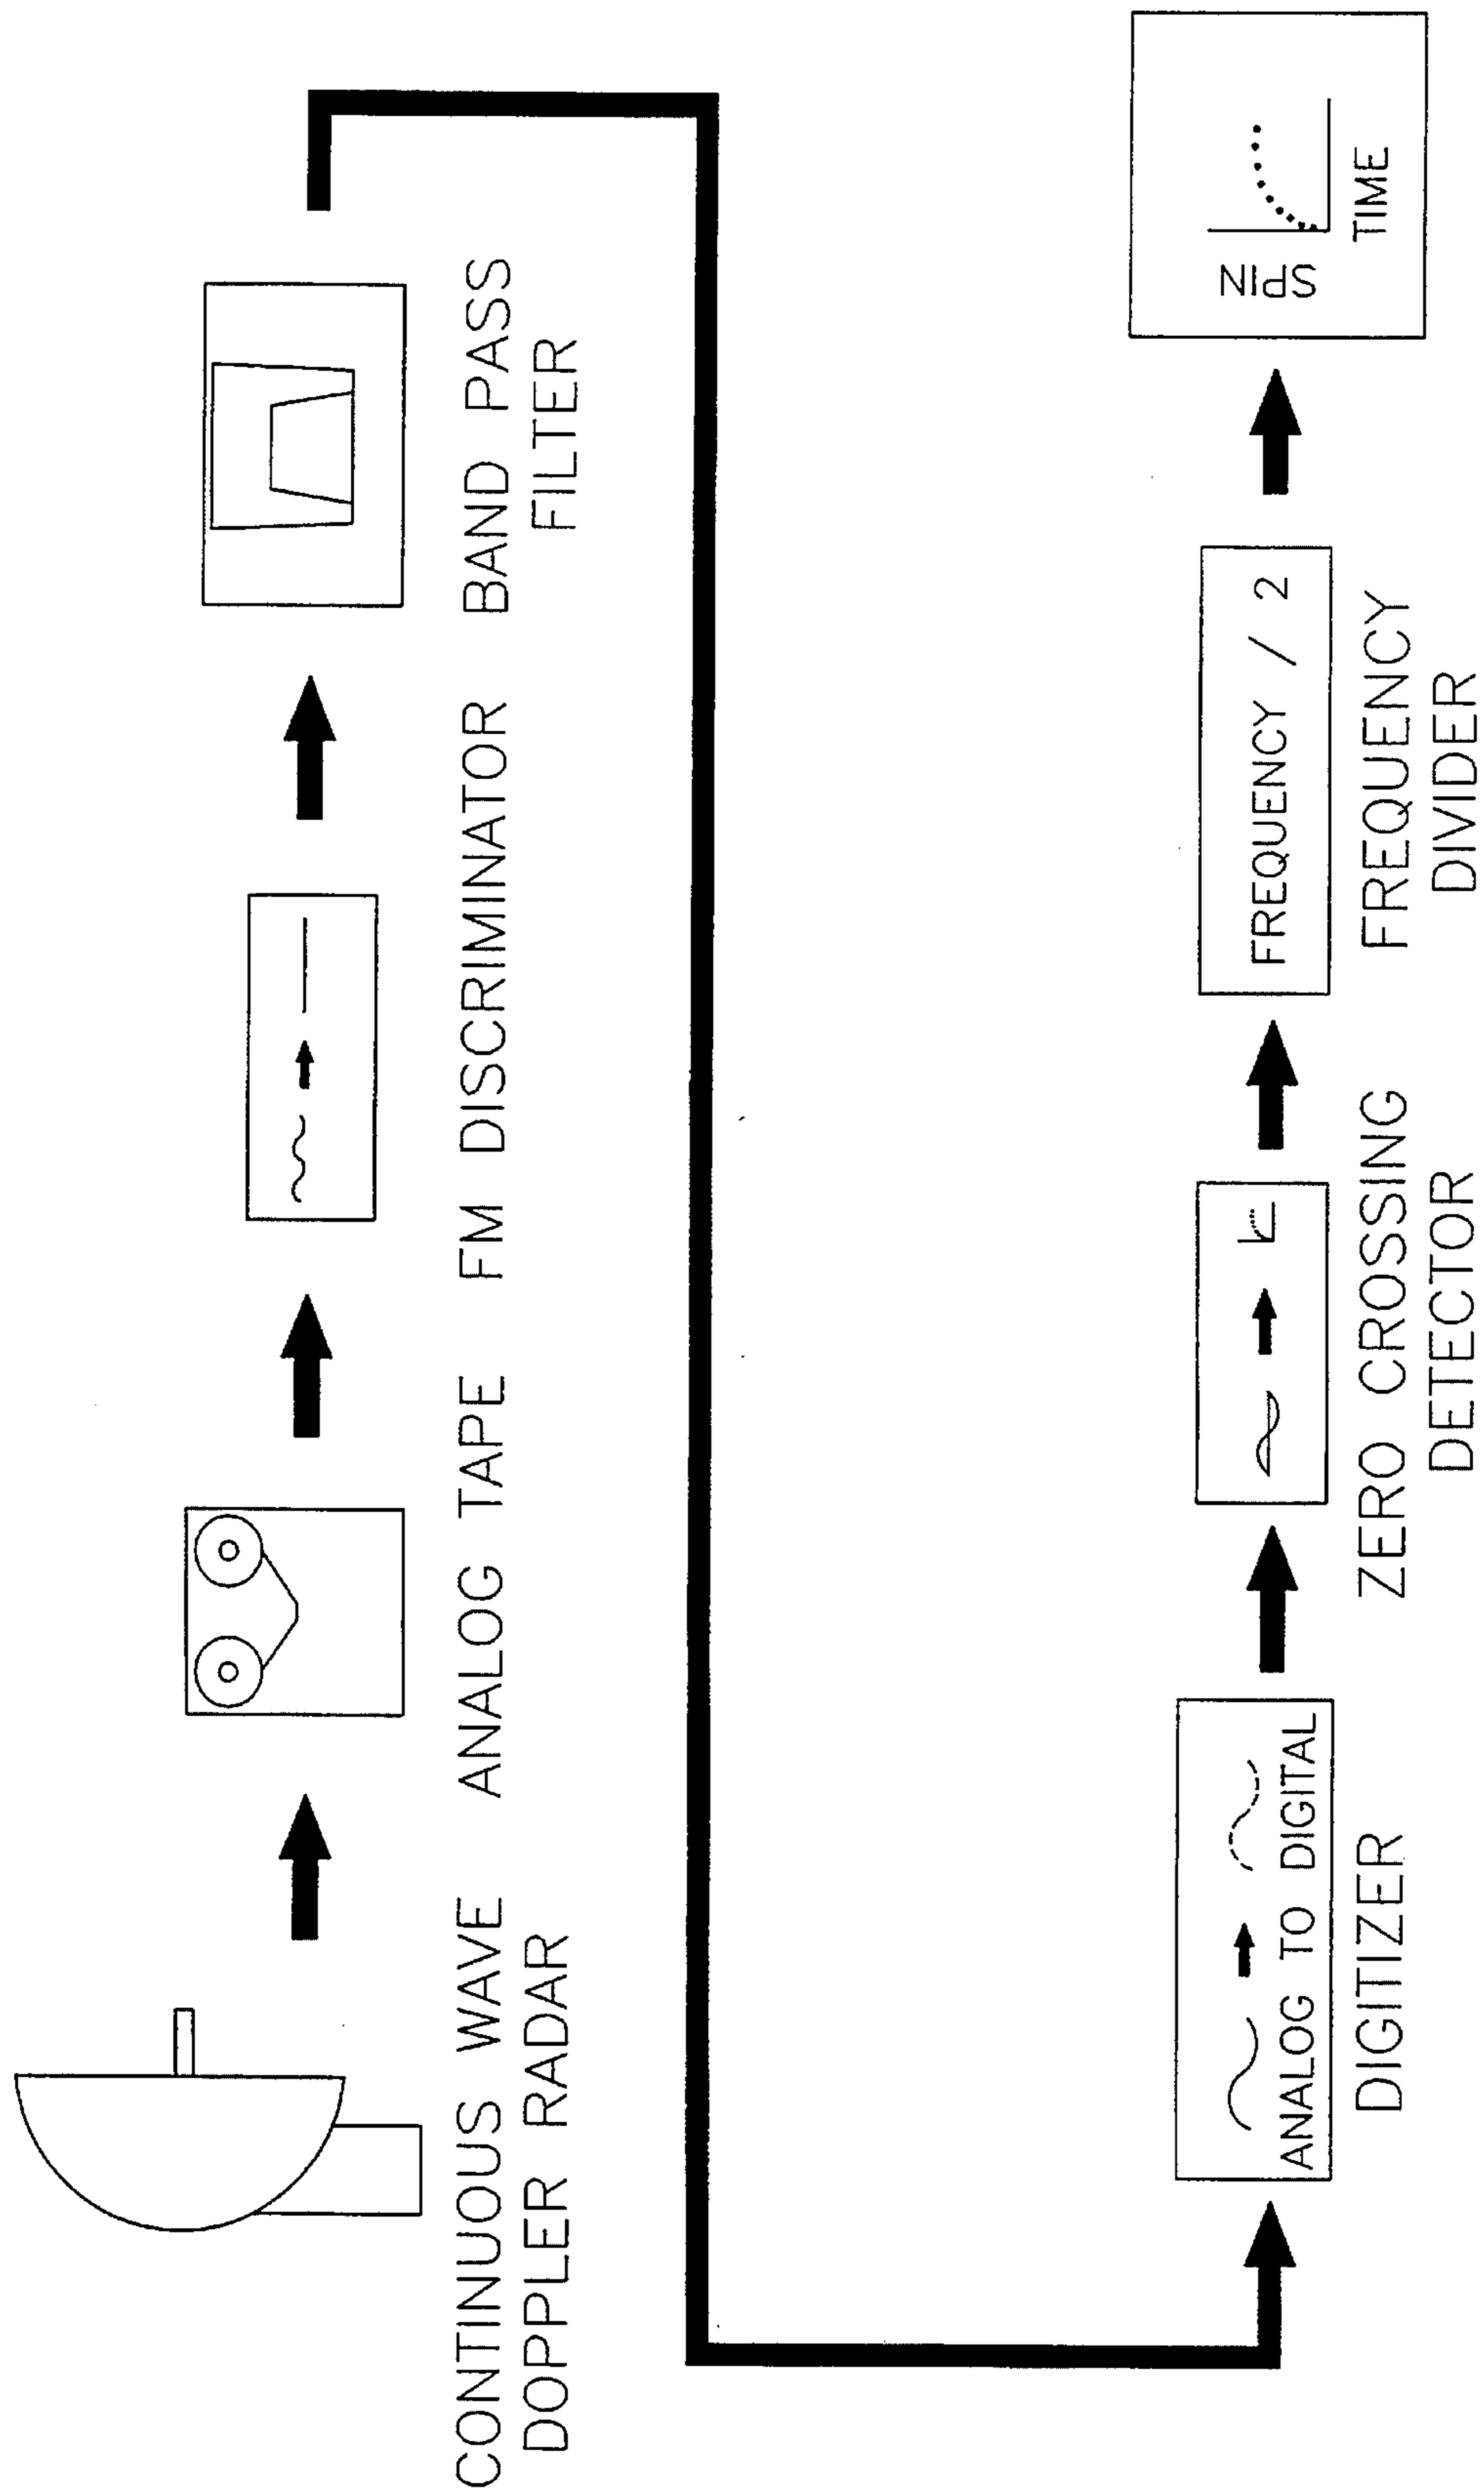 CONTINUOUS WAVE
DOPPLER RADAR
ANALOG TAPE
FM DISCRIMINATOR
BAND PASS
FILTER
ANALOG TO DIGITAL
DIGITIZER
ZERO CROSSING
DETECTOR
FREQUENCY / 2
FREQUENCY
DIVIDER
SPIN
TIME